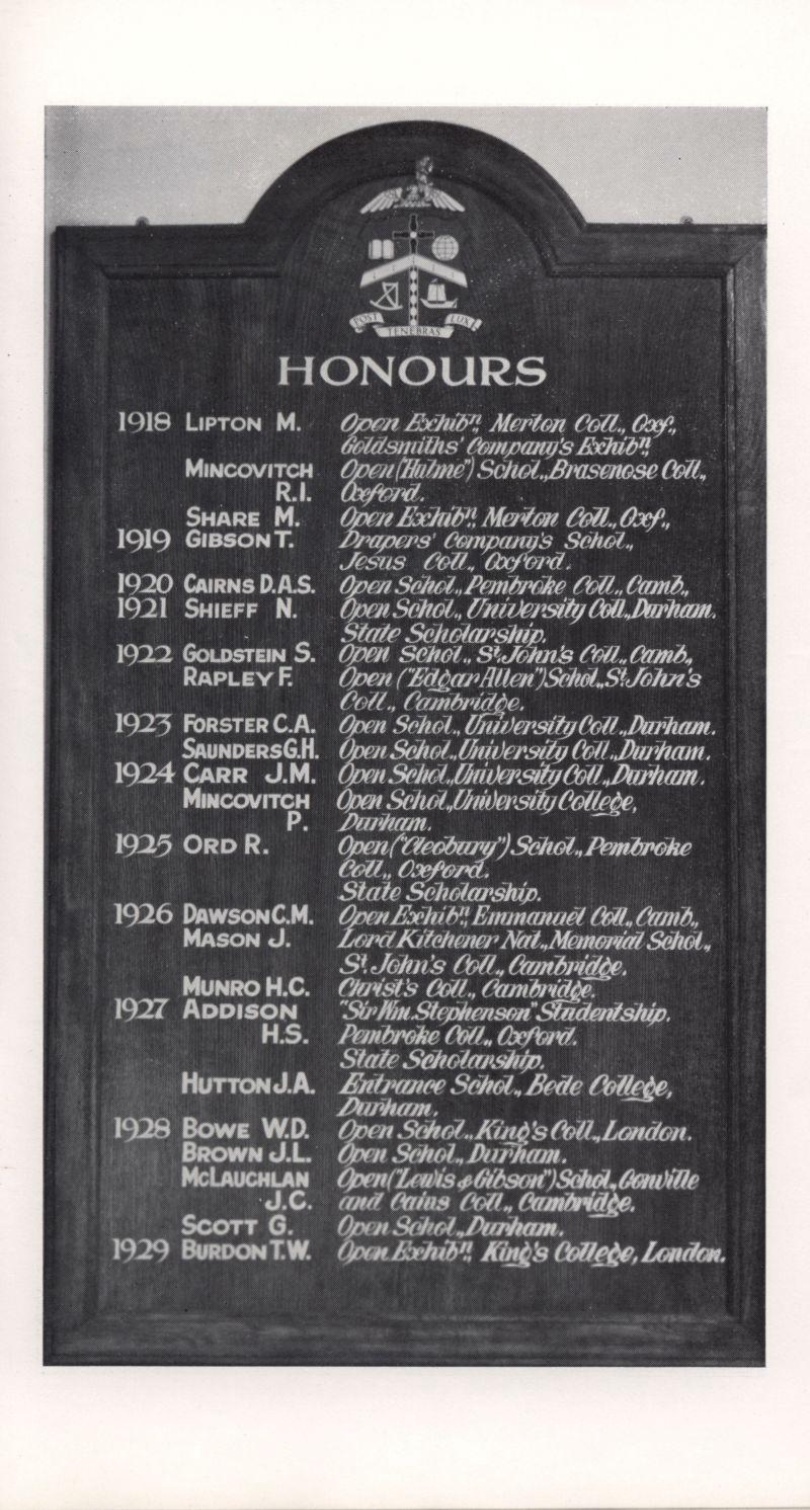 POST TENEBRAS LUX
HONOURS
1918 LIPTON M. Open Exhibⁿ, Merton Coll., Oxf.,
Goldsmiths' Company's Exhibⁿ,
MINCOVITCH Open ("Hulme") Schol., Brasenose Coll.,
R.I. Oxford.
SHARE M. Open Exhibⁿ, Merton Coll., Oxf.,
1919 GIBSON T. Drapers' Company's Schol.,
Jesus Coll., Oxford.
1920 CAIRNS D.A.S. Open Schol., Pembroke Coll., Camb.,
1921 SHIEFF N. Open Schol., University Coll., Durham.
State Scholarship.
1922 GOLDSTEIN S. Open Schol., St. John's Coll., Camb.,
RAPLEY F. Open ("Edgar Allen") Schol., St. John's
Coll., Cambridge.
1923 FORSTER C.A. Open Schol., University Coll., Durham.
SAUNDERS G.H. Open Schol., University Coll., Durham.
1924 CARR J.M. Open Schol., University Coll., Durham.
MINCOVITCH Open Schol., University College,
P. Durham.
1925 ORD R. Open ("Cleobury") Schol., Pembroke
Coll., Oxford.
State Scholarship.
1926 DAWSON C.M. Open Exhibⁿ, Emmanuel Coll., Camb.,
MASON J. Lord Kitchener Nat., Memorial Schol.,
St. John's Coll., Cambridge.
MUNRO H.C. Christ's Coll., Cambridge.
1927 ADDISON "Sir Wm. Stephenson" Studentship.
H.S. Pembroke Coll., Oxford.
State Scholarship.
HUTTON J.A. Entrance Schol., Bede College,
Durham.
1928 BOWE W.D. Open Schol., King's Coll., London.
BROWN J.L. Open Schol., Durham.
MCLAUCHLAN Open ("Lewis & Gibson") Schol., Gonville
J.C. and Caius Coll., Cambridge.
SCOTT G. Open Schol., Durham.
1929 BURDON T.W. Open Exhibⁿ, King's College, London.